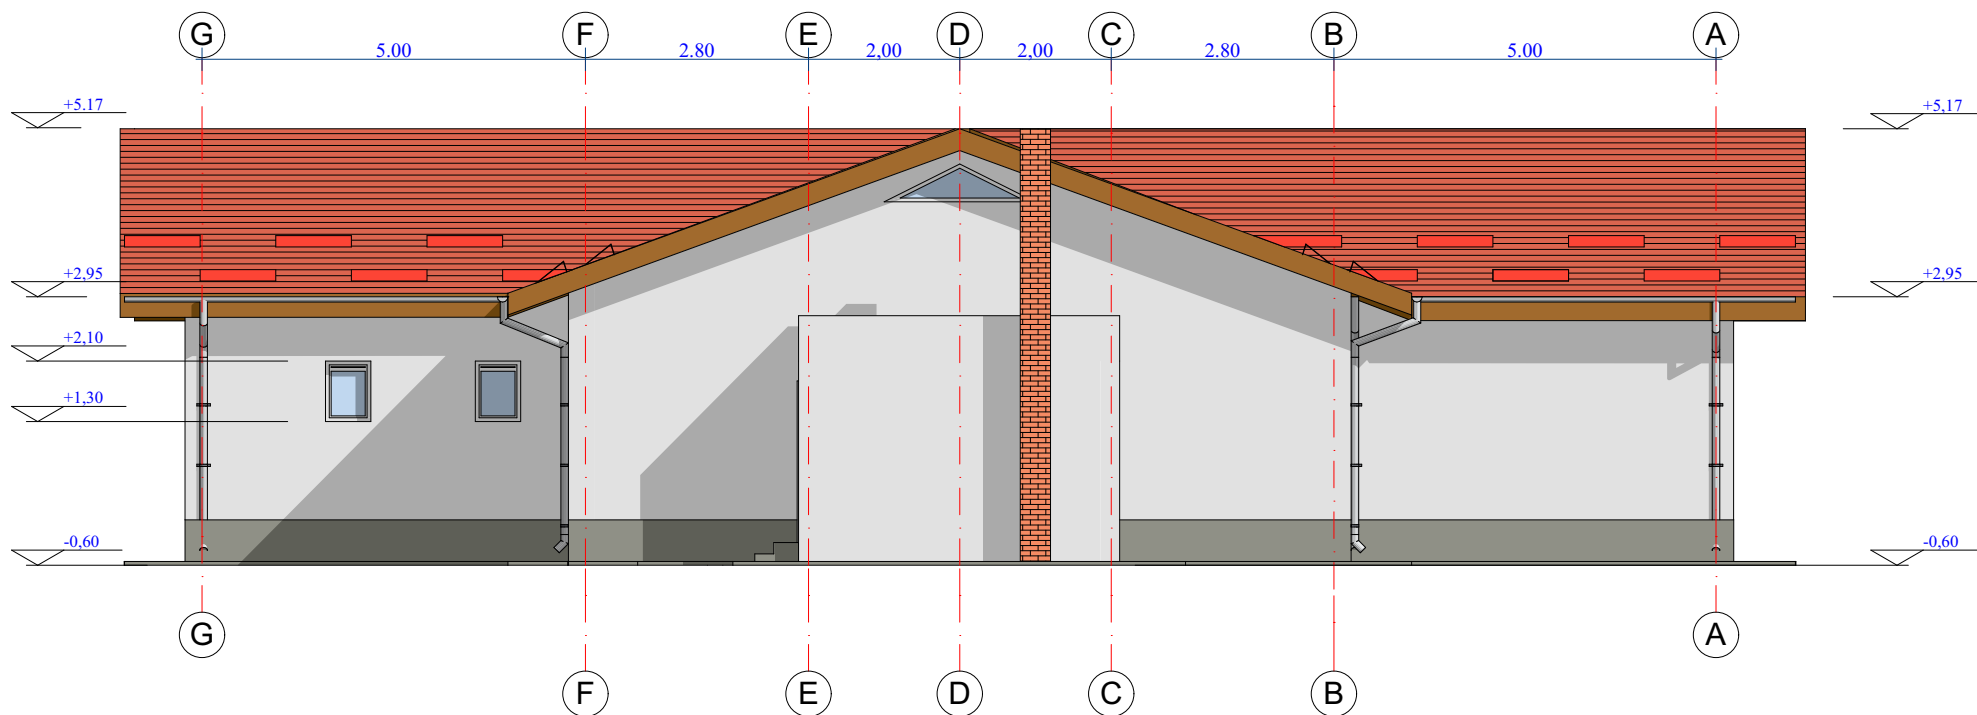 G F E D C B A
5.00 2.80 2,00 2,00 2.80 5.00
+5.17 +5,17
+2,95 +2,95
+2,10
+1,30
-0,60 -0,60
G A
F E D C B